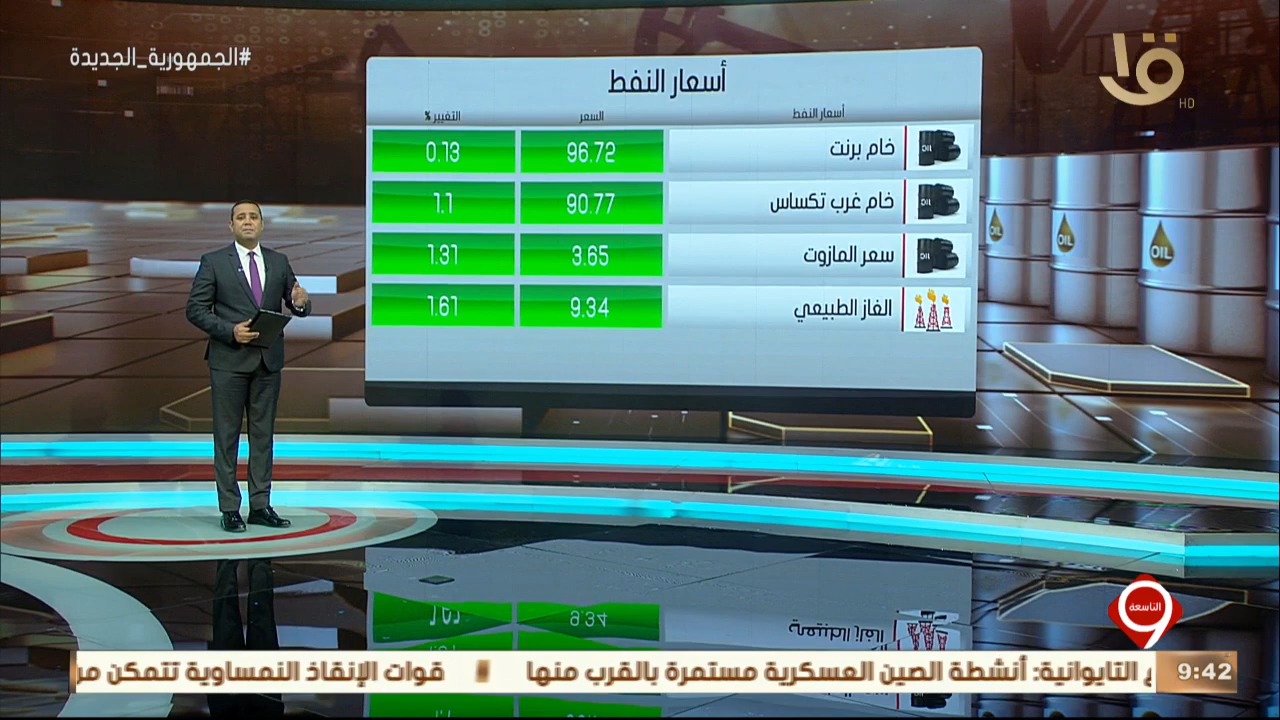 #الجمهورية_الجديدة
HD
أسعار النفط
أسعار النفط السعر التغيير %
خام برنت 96.72 0.13
خام غرب تكساس 90.77 1.1
سعر المازوت 3.65 1.31
الغاز الطبيعي 9.34 1.61
OIL
OIL
OIL
التاسعة
9
9:42
التايوانية: أنشطة الصين العسكرية مستمرة بالقرب منها # قوات الإنقاذ النمساوية تتمكن